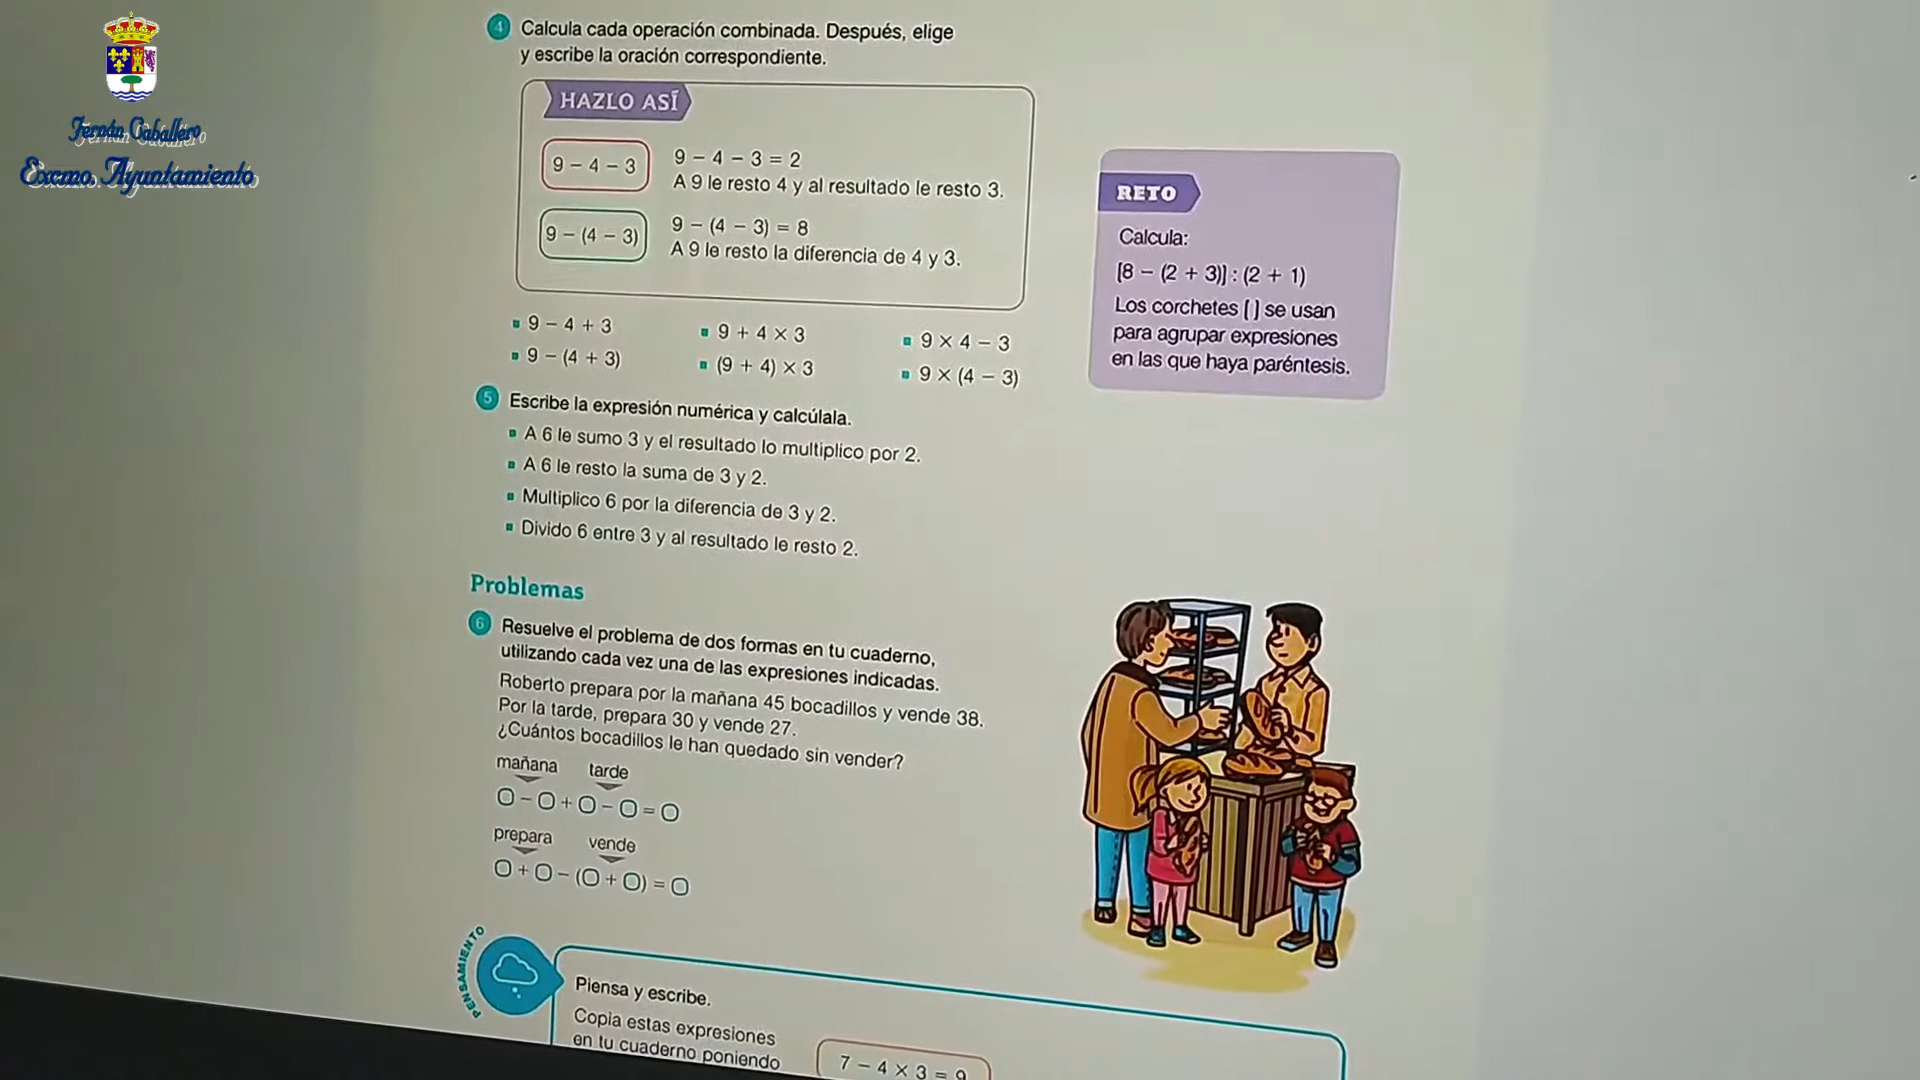 Fernán Caballero
Excmo. Ayuntamiento
4 Calcula cada operación combinada. Después, elige
y escribe la oración correspondiente.
HAZLO ASÍ
9 − 4 − 3
9 − 4 − 3 = 2
A 9 le resto 4 y al resultado le resto 3.
9 − (4 − 3)
9 − (4 − 3) = 8
A 9 le resto la diferencia de 4 y 3.
9 − 4 + 3
9 + 4 × 3
9 × 4 − 3
9 − (4 + 3)
(9 + 4) × 3
9 × (4 − 3)
RETO
Calcula:
[8 − (2 + 3)] : (2 + 1)
Los corchetes [ ] se usan
para agrupar expresiones
en las que haya paréntesis.
5 Escribe la expresión numérica y calcúlala.
A 6 le sumo 3 y el resultado lo multiplico por 2.
A 6 le resto la suma de 3 y 2.
Multiplico 6 por la diferencia de 3 y 2.
Divido 6 entre 3 y al resultado le resto 2.
Problemas
6 Resuelve el problema de dos formas en tu cuaderno,
utilizando cada vez una de las expresiones indicadas.
Roberto prepara por la mañana 45 bocadillos y vende 38.
Por la tarde, prepara 30 y vende 27.
¿Cuántos bocadillos le han quedado sin vender?
mañana tarde
O − O + O − O = O
prepara vende
O + O − (O + O) = O
PENSAMIENTO
Piensa y escribe.
Copia estas expresiones
en tu cuaderno poniendo
7 − 4 × 3 = 9